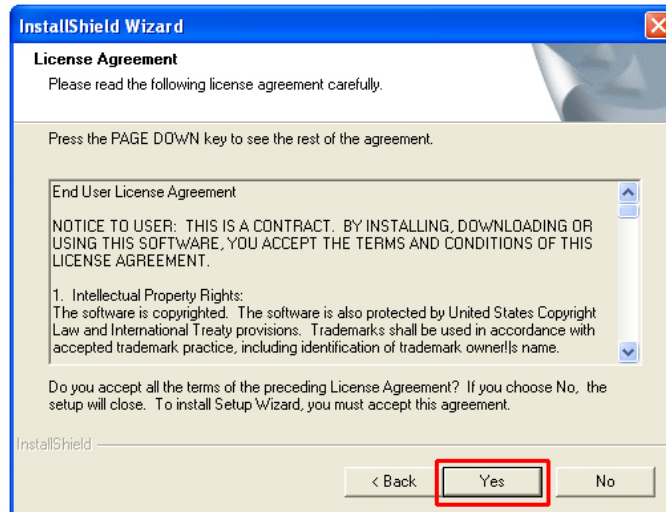 InstallShield Wizard
License Agreement
Please read the following license agreement carefully.
Press the PAGE DOWN key to see the rest of the agreement.
End User License Agreement
NOTICE TO USER: THIS IS A CONTRACT. BY INSTALLING, DOWNLOADING OR
USING THIS SOFTWARE, YOU ACCEPT THE TERMS AND CONDITIONS OF THIS
LICENSE AGREEMENT.
1. Intellectual Property Rights:
The software is copyrighted. The software is also protected by United States Copyright
Law and International Treaty provisions. Trademarks shall be used in accordance with
accepted trademark practice, including identification of trademark owner!|s name.
Do you accept all the terms of the preceding License Agreement? If you choose No, the
setup will close. To install Setup Wizard, you must accept this agreement.
InstallShield
< Back Yes No